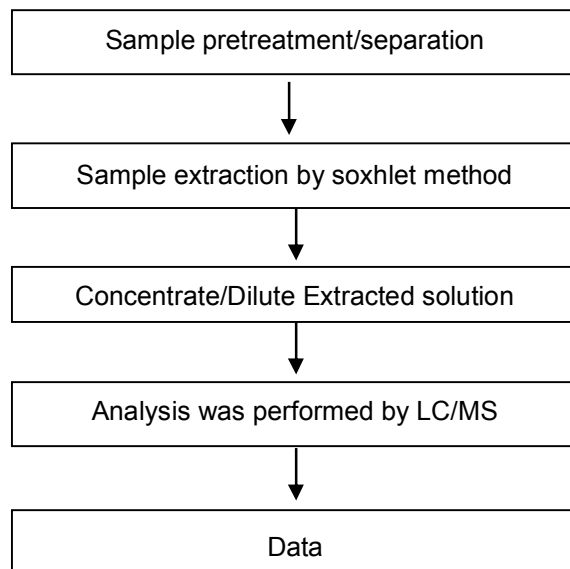 Sample pretreatment/separation
Sample extraction by soxhlet method
Concentrate/Dilute Extracted solution
Analysis was performed by LC/MS
Data